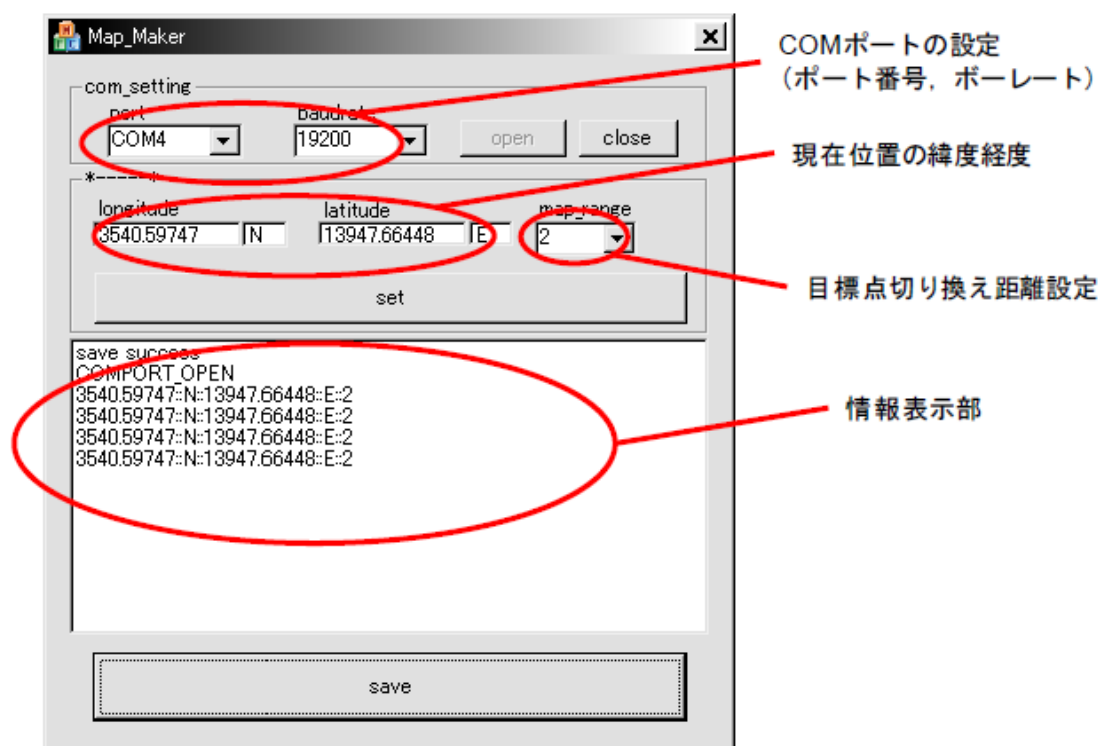 Map_Maker
COMポートの設定
(ポート番号，ボーレート)
com_setting
port
baudrate
COM4
19200
open
close
現在位置の緯度経度
*-----*
longitude
latitude
map_range
3540.59747
N
13947.66448
E
2
目標点切り換え距離設定
set
save success
COMPORT_OPEN
3540.59747::N::13947.66448::E::2
3540.59747::N::13947.66448::E::2
3540.59747::N::13947.66448::E::2
3540.59747::N::13947.66448::E::2
情報表示部
save